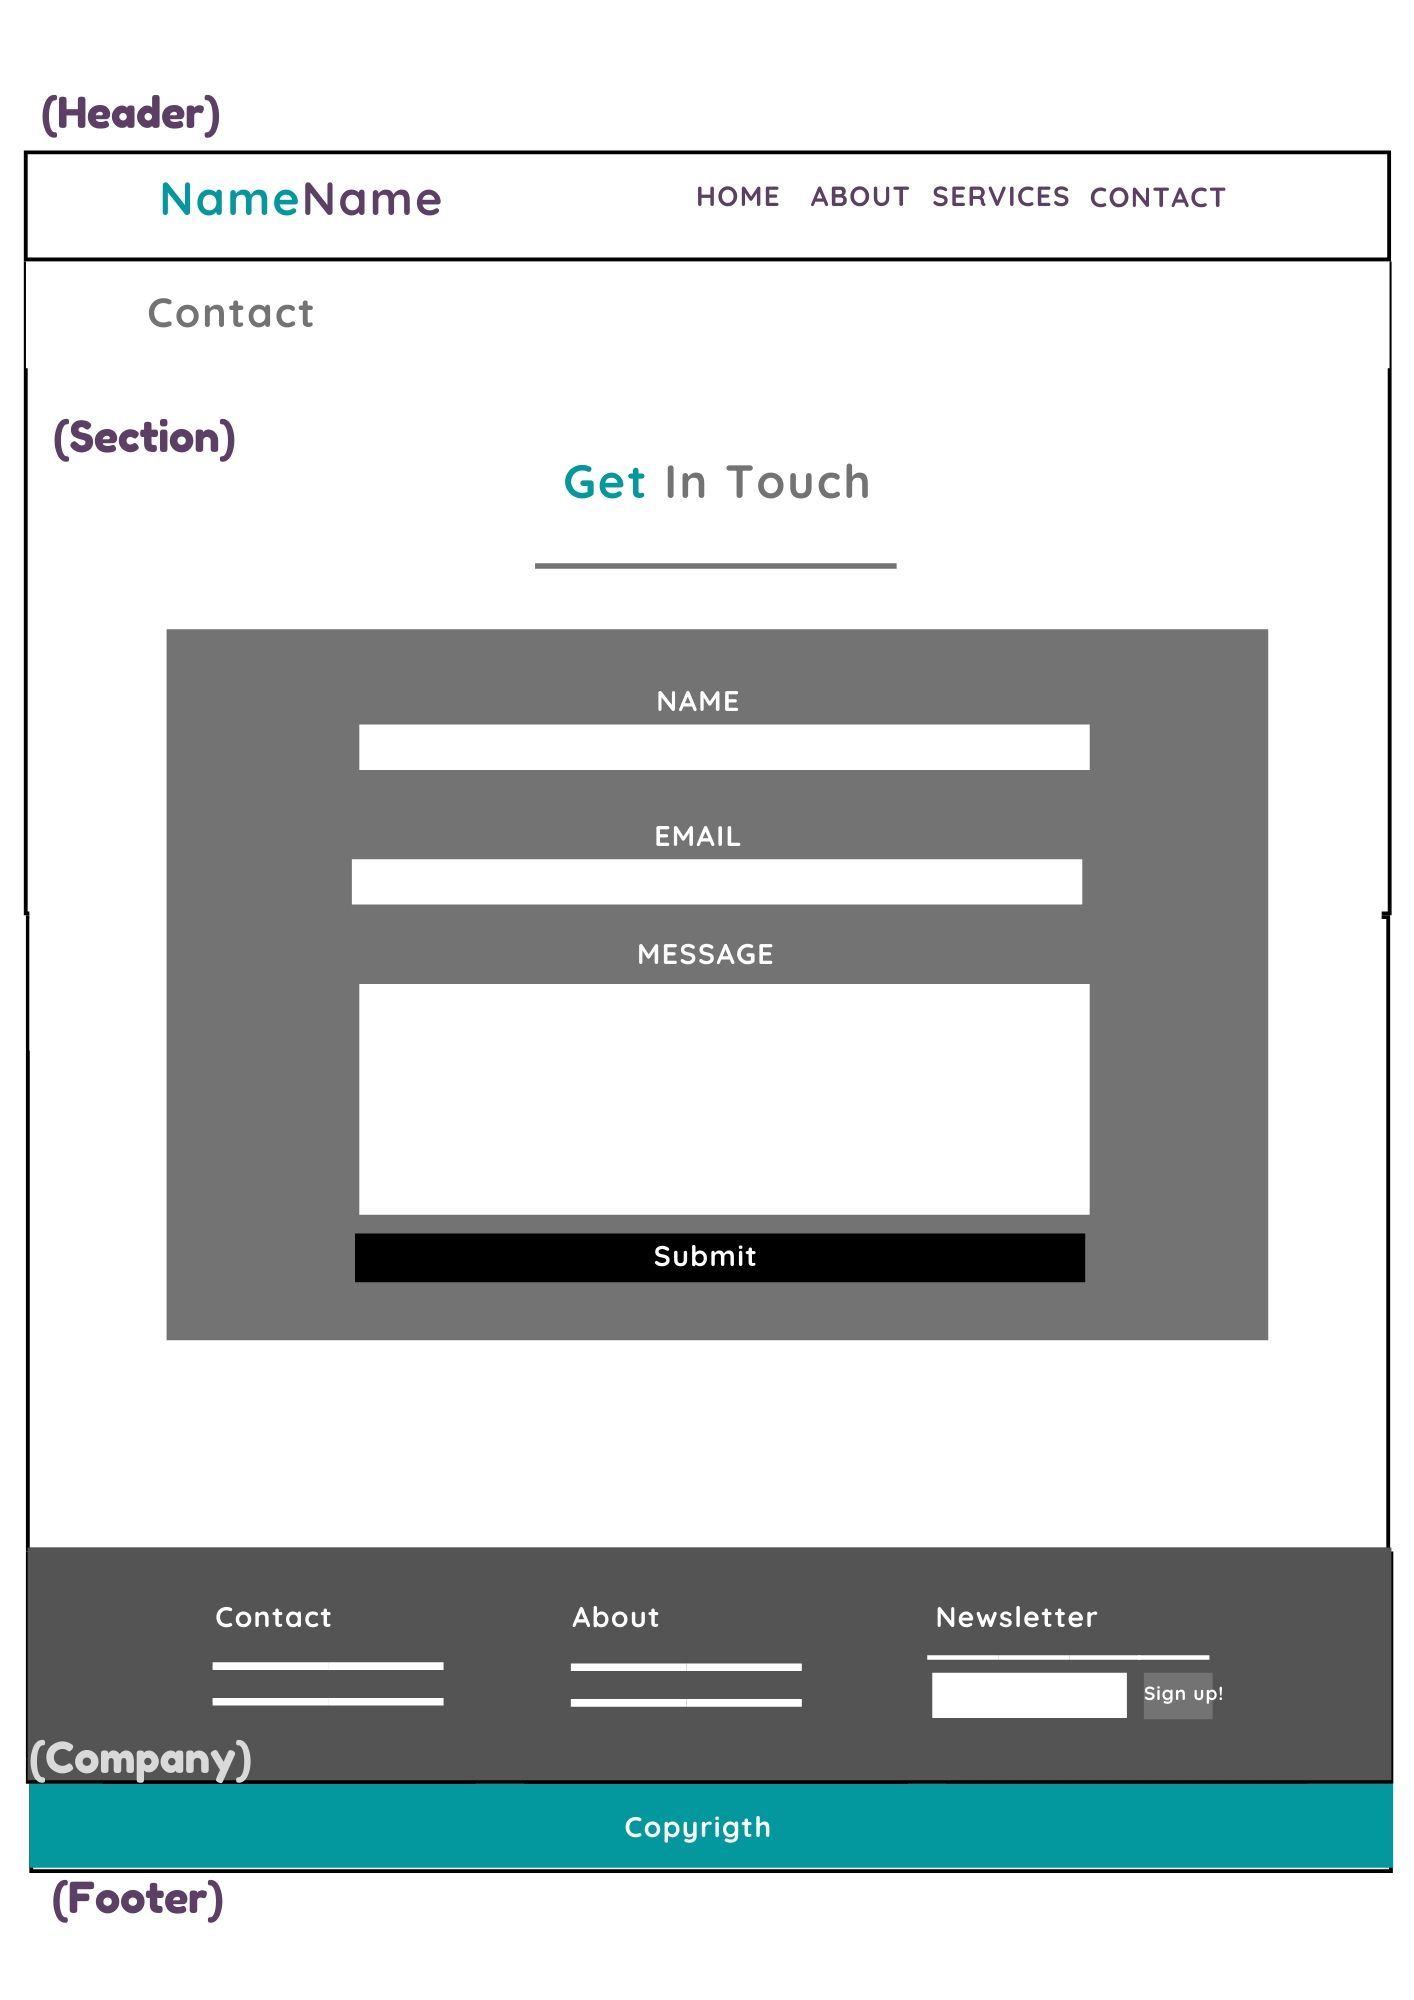 (Header)
NameName HOME ABOUT SERVICES CONTACT
Contact
(Section)
Get In Touch
NAME
EMAIL
MESSAGE
Submit
Contact About Newsletter
Sign up!
(Company)
Copyrigth
(Footer)